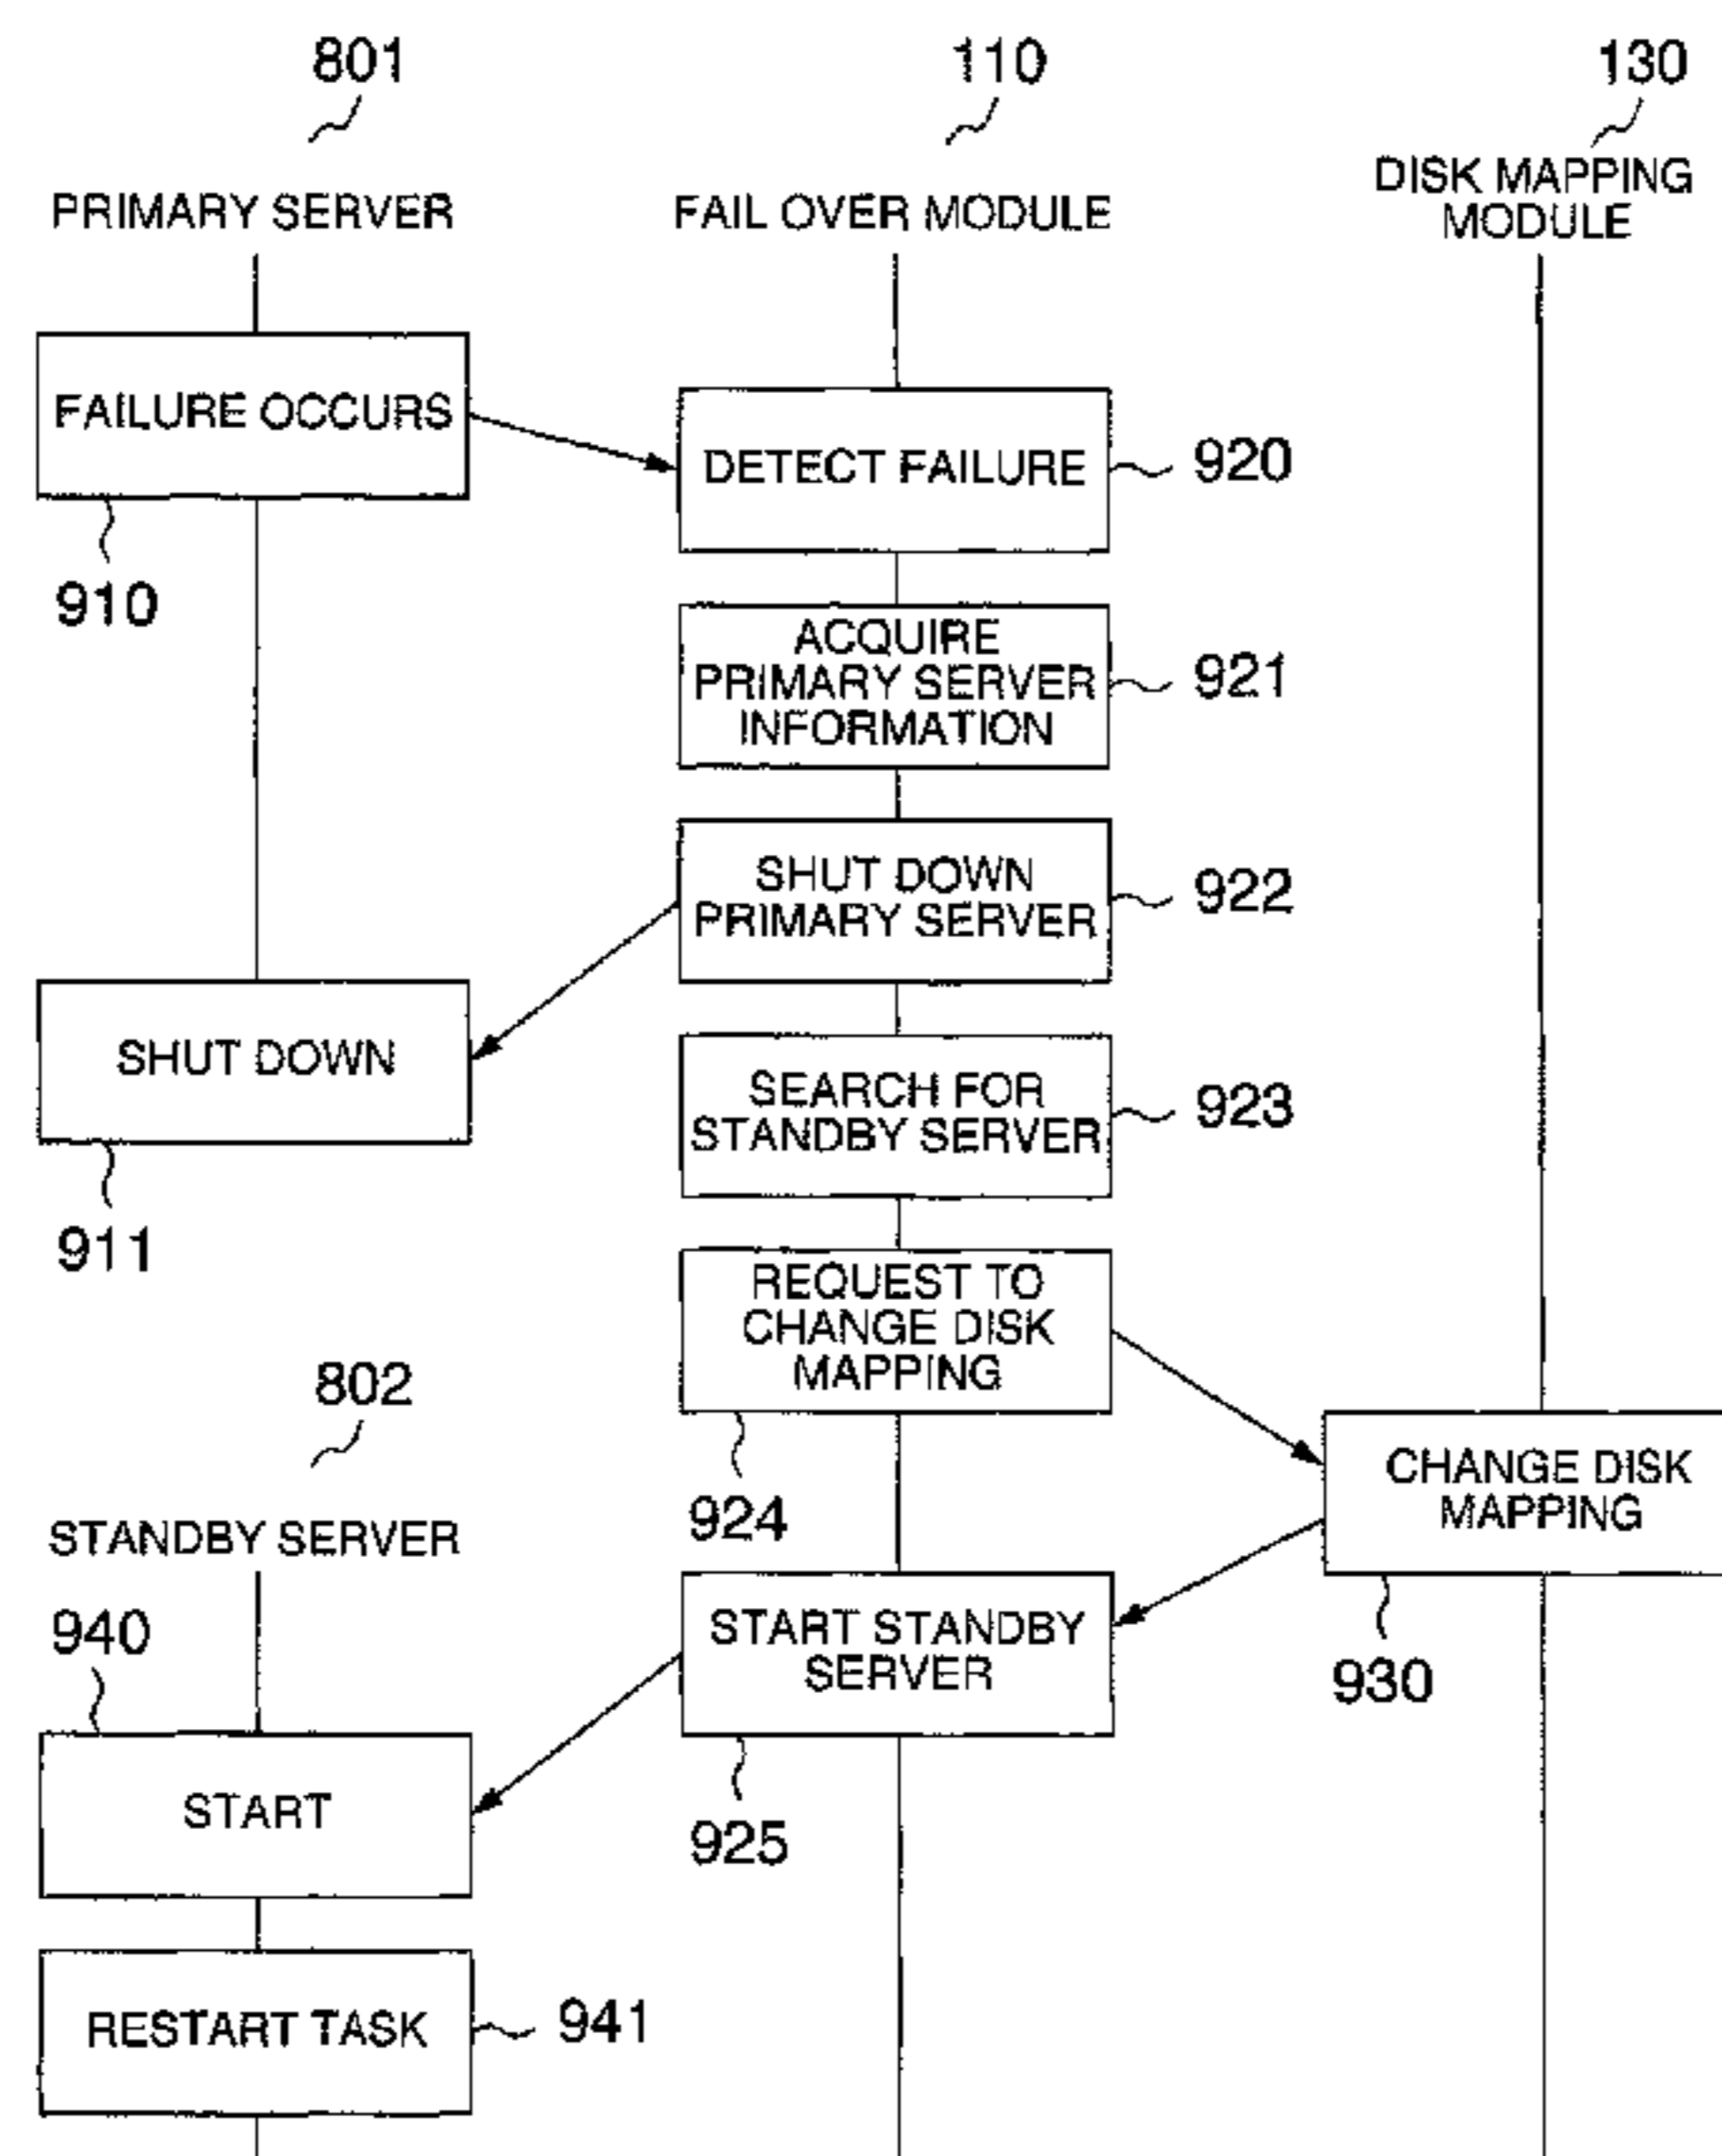 801
110
130
PRIMARY SERVER
FAIL OVER MODULE
DISK MAPPING
MODULE
FAILURE OCCURS
910
DETECT FAILURE
920
ACQUIRE
PRIMARY SERVER
INFORMATION
921
SHUT DOWN
PRIMARY SERVER
922
SHUT DOWN
911
SEARCH FOR
STANDBY SERVER
923
REQUEST TO
CHANGE DISK
MAPPING
924
CHANGE DISK
MAPPING
930
802
STANDBY SERVER
START STANDBY
SERVER
925
940
START
RESTART TASK
941